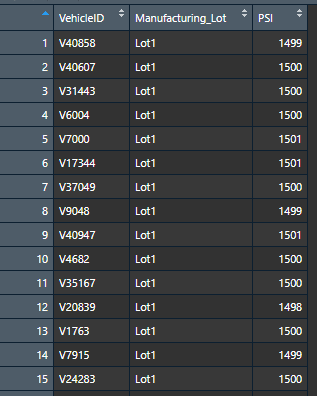 VehicleID Manufacturing_Lot PSI
1 V40858 Lot1 1499
2 V40607 Lot1 1500
3 V31443 Lot1 1500
4 V6004 Lot1 1500
5 V7000 Lot1 1501
6 V17344 Lot1 1501
7 V37049 Lot1 1500
8 V9048 Lot1 1499
9 V40947 Lot1 1501
10 V4682 Lot1 1500
11 V35167 Lot1 1500
12 V20839 Lot1 1498
13 V1763 Lot1 1500
14 V7915 Lot1 1499
15 V24283 Lot1 1500